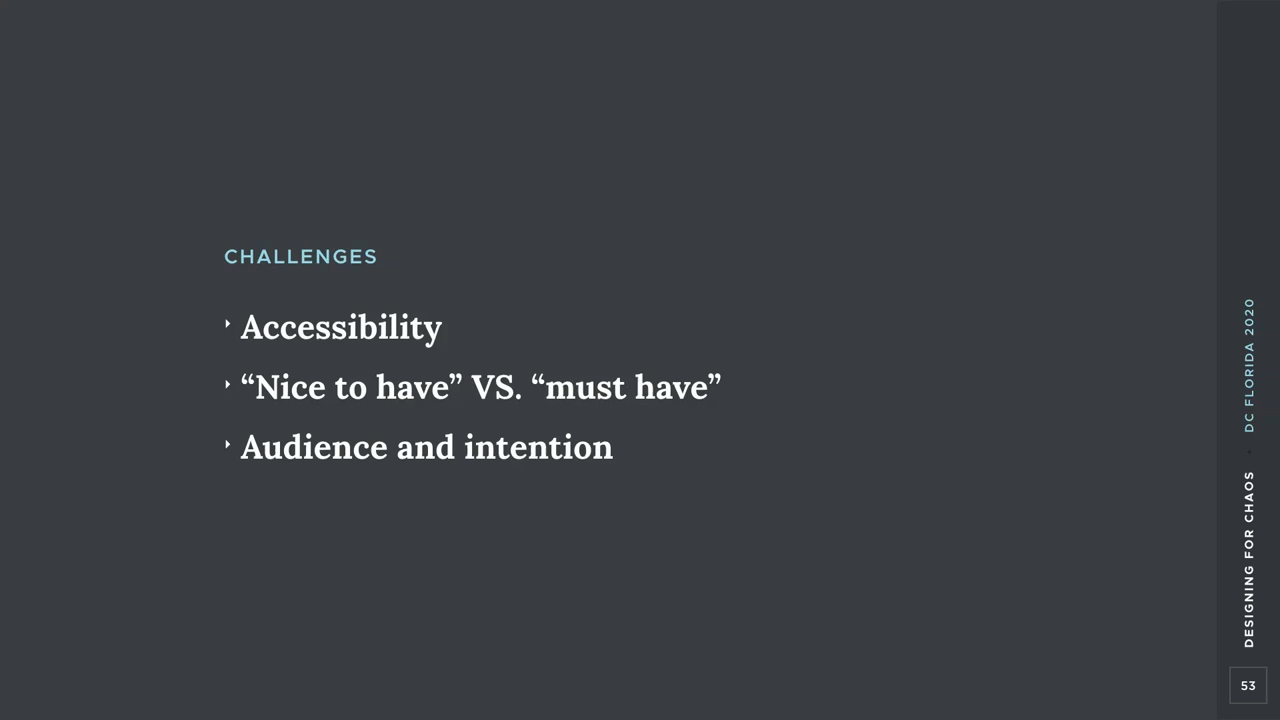 CHALLENGES
‣ Accessibility
‣ “Nice to have” VS. “must have”
‣ Audience and intention
DESIGNING FOR CHAOS • DC FLORIDA 2020
53